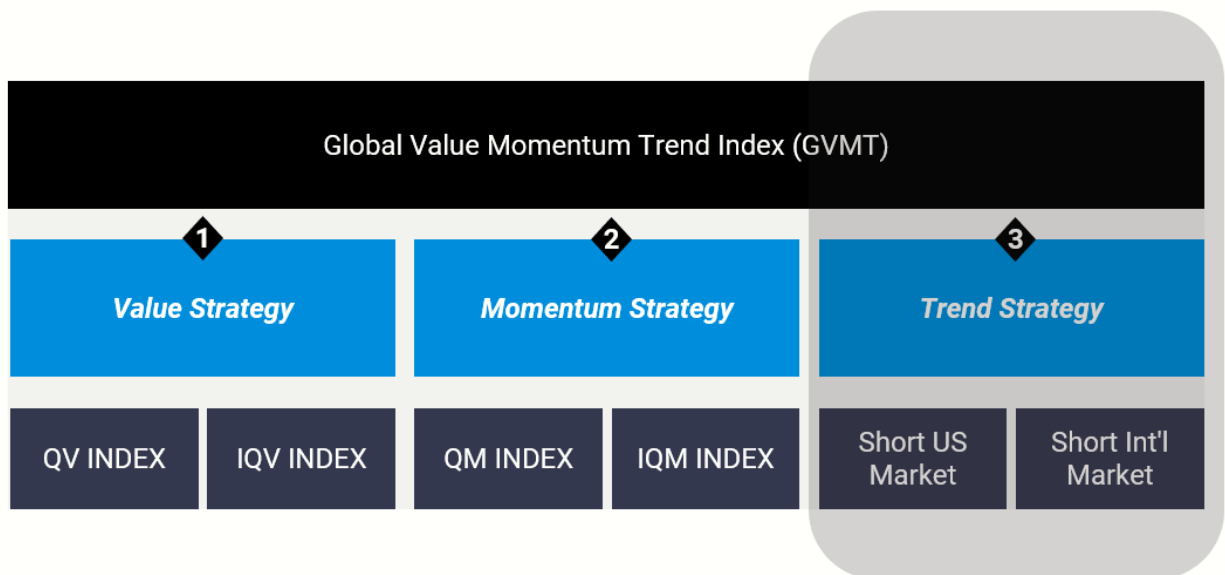 Global Value Momentum Trend Index (GVMT)
1
2
3
Value Strategy
Momentum Strategy
Trend Strategy
QV INDEX
IQV INDEX
QM INDEX
IQM INDEX
Short US
Market
Short Int'l
Market